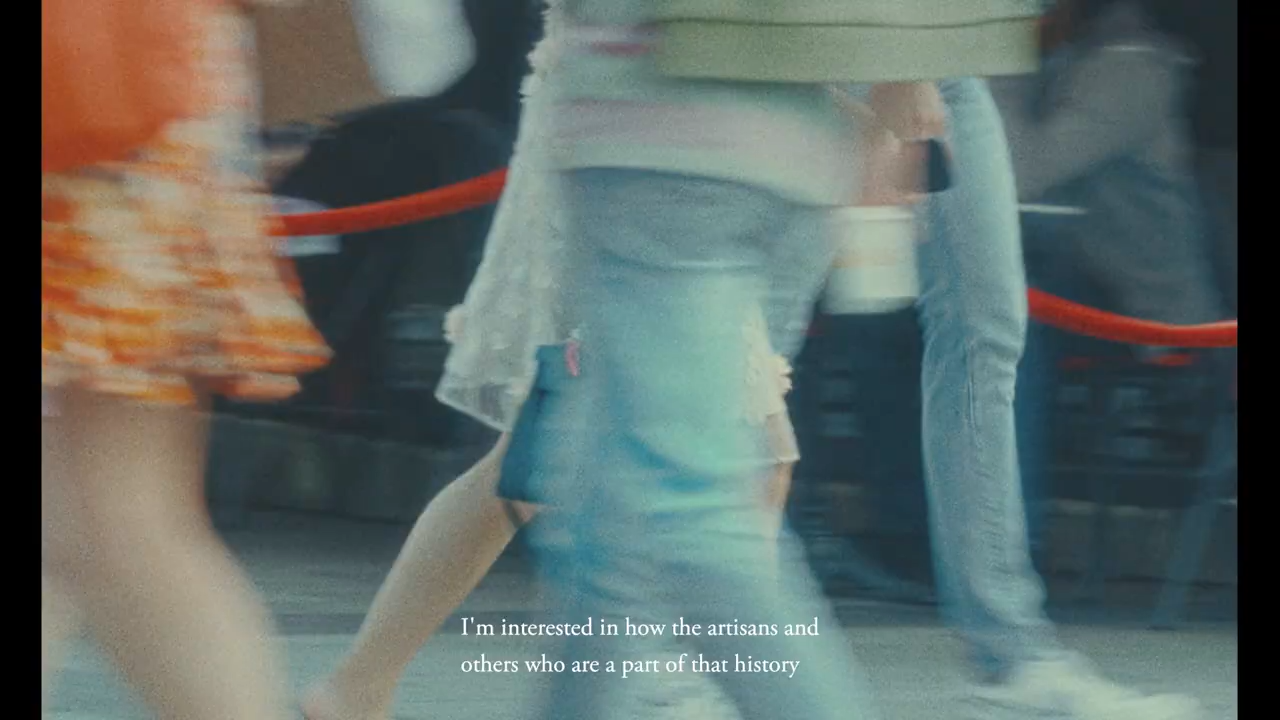 I'm interested in how the artisans and
others who are a part of that history